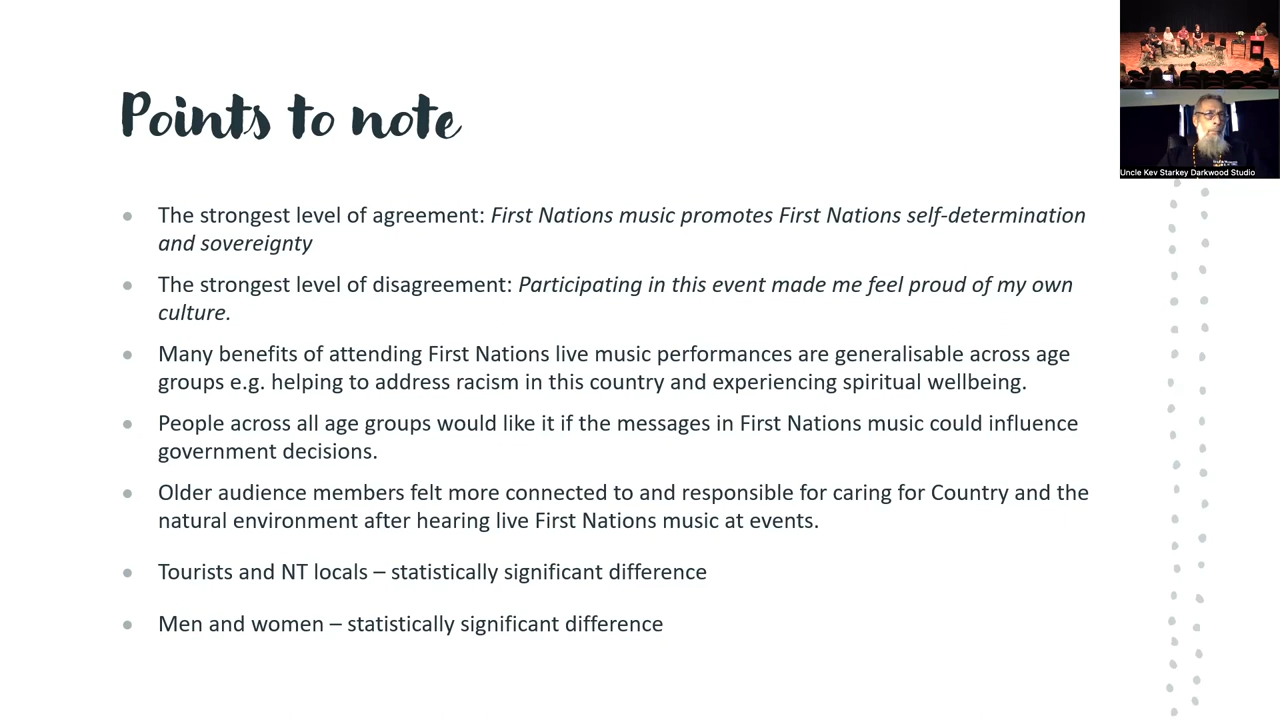 Points to note
Uncle Kev Starkey Darkwood Studio
The strongest level of agreement: First Nations music promotes First Nations self-determination
and sovereignty
The strongest level of disagreement: Participating in this event made me feel proud of my own
culture.
Many benefits of attending First Nations live music performances are generalisable across age
groups e.g. helping to address racism in this country and experiencing spiritual wellbeing.
People across all age groups would like it if the messages in First Nations music could influence
government decisions.
Older audience members felt more connected to and responsible for caring for Country and the
natural environment after hearing live First Nations music at events.
Tourists and NT locals – statistically significant difference
Men and women – statistically significant difference